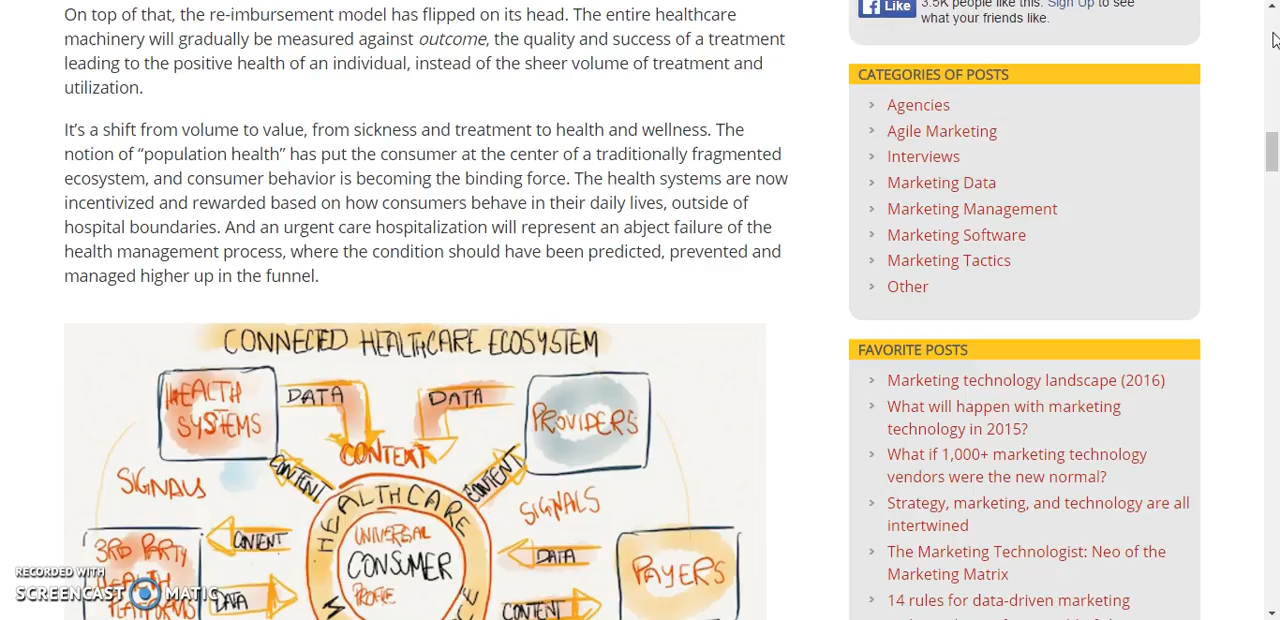 On top of that, the re-imbursement model has flipped on its head. The entire healthcare
machinery will gradually be measured against outcome, the quality and success of a treatment
leading to the positive health of an individual, instead of the sheer volume of treatment and
utilization.
It's a shift from volume to value, from sickness and treatment to health and wellness. The
notion of “population health” has put the consumer at the center of a traditionally fragmented
ecosystem, and consumer behavior is becoming the binding force. The health systems are now
incentivized and rewarded based on how consumers behave in their daily lives, outside of
hospital boundaries. And an urgent care hospitalization will represent an abject failure of the
health management process, where the condition should have been predicted, prevented and
managed higher up in the funnel.
CONNECTED HEALTHCARE ECOSYSTEM
HEALTH
SYSTEMS
DATA
DATA
PROVIDERS
CONTEXT
CONTENT
CONTENT
SIGNALS
SIGNALS
HEALTHCARE
UNIVERSAL
CONSUMER
PROFILE
3RD PARTY
HEALTH
PLATFORMS
CONTENT
DATA
DATA
PAYERS
CONTENT
RECORDED WITH
SCREENCAST MATIC
Like
3.5K people like this. Sign Up to see
what your friends like.
CATEGORIES OF POSTS
Agencies
Agile Marketing
Interviews
Marketing Data
Marketing Management
Marketing Software
Marketing Tactics
Other
FAVORITE POSTS
Marketing technology landscape (2016)
What will happen with marketing
technology in 2015?
What if 1,000+ marketing technology
vendors were the new normal?
Strategy, marketing, and technology are all
intertwined
The Marketing Technologist: Neo of the
Marketing Matrix
14 rules for data-driven marketing